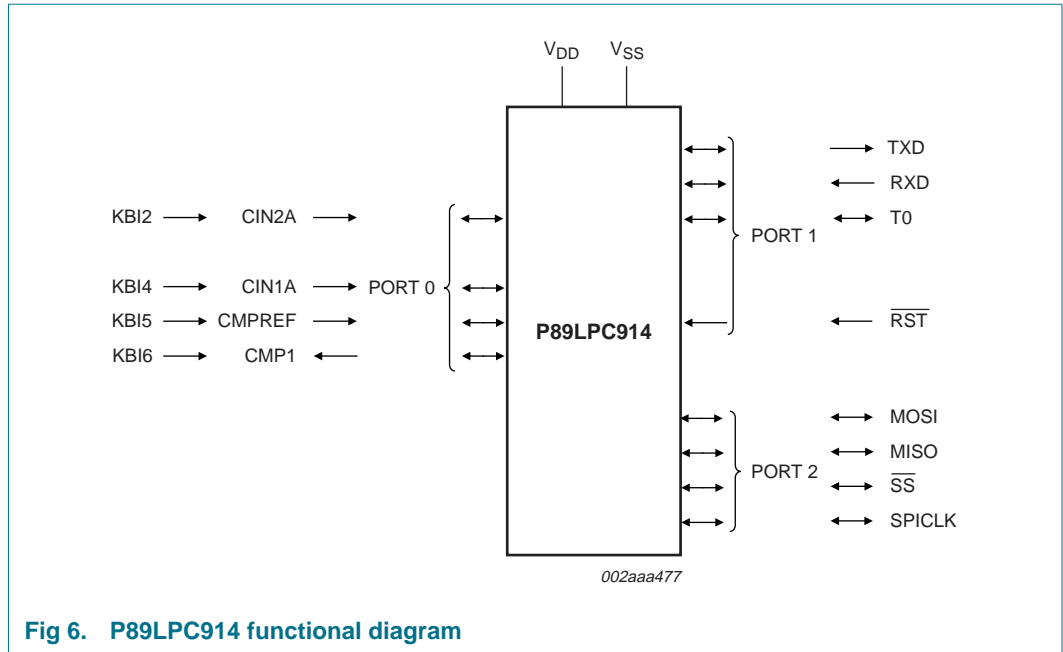 VDD VSS
TXD
RXD
KBI2 CIN2A T0
PORT 1
KBI4 CIN1A PORT 0
KBI5 CMPREF P89LPC914 RST
KBI6 CMP1
MOSI
MISO
PORT 2
SS
SPICLK
002aaa477
Fig 6. P89LPC914 functional diagram